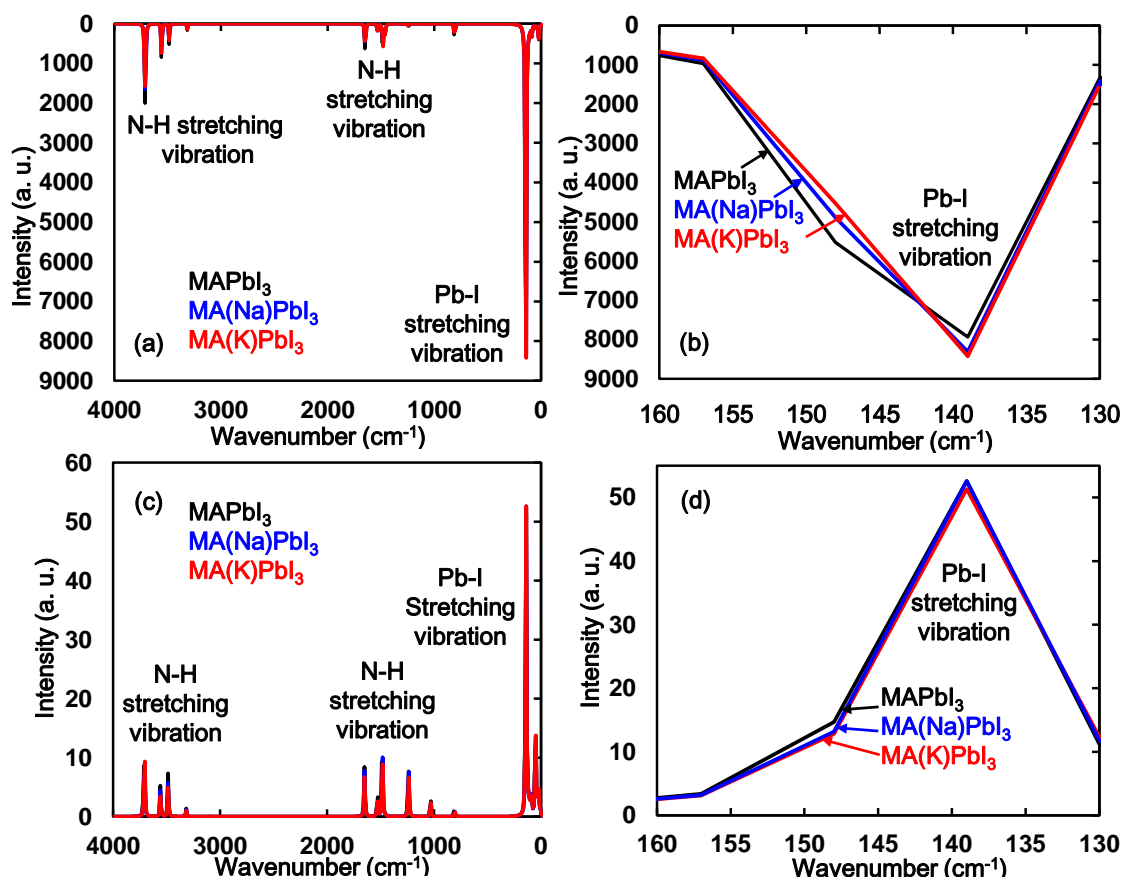 0
1000
2000
3000
4000
5000
6000
7000
8000
9000
Intensity (a. u.)
N-H stretching
vibration
N-H
stretching
vibration
MAPbI₃
MA(Na)PbI₃
MA(K)PbI₃
Pb-I
stretching
vibration
(a)
4000 3000 2000 1000 0
Wavenumber (cm⁻¹)
0
1000
2000
3000
4000
5000
6000
7000
8000
9000
Intensity (a. u.)
MAPbI₃
MA(Na)PbI₃
MA(K)PbI₃
Pb-I
stretching
vibration
(b)
160 155 150 145 140 135 130
Wavenumber (cm⁻¹)
60
50
40
30
20
10
0
Intensity (a. u.)
(c)
MAPbI₃
MA(Na)PbI₃
MA(K)PbI₃
Pb-I
Stretching
vibration
N-H
stretching
vibration
N-H
stretching
vibration
4000 3000 2000 1000 0
Wavenumber (cm⁻¹)
50
40
30
20
10
0
Intensity (a. u.)
(d)
Pb-I
stretching
vibration
MAPbI₃
MA(Na)PbI₃
MA(K)PbI₃
160 155 150 145 140 135 130
Wavenumber (cm⁻¹)